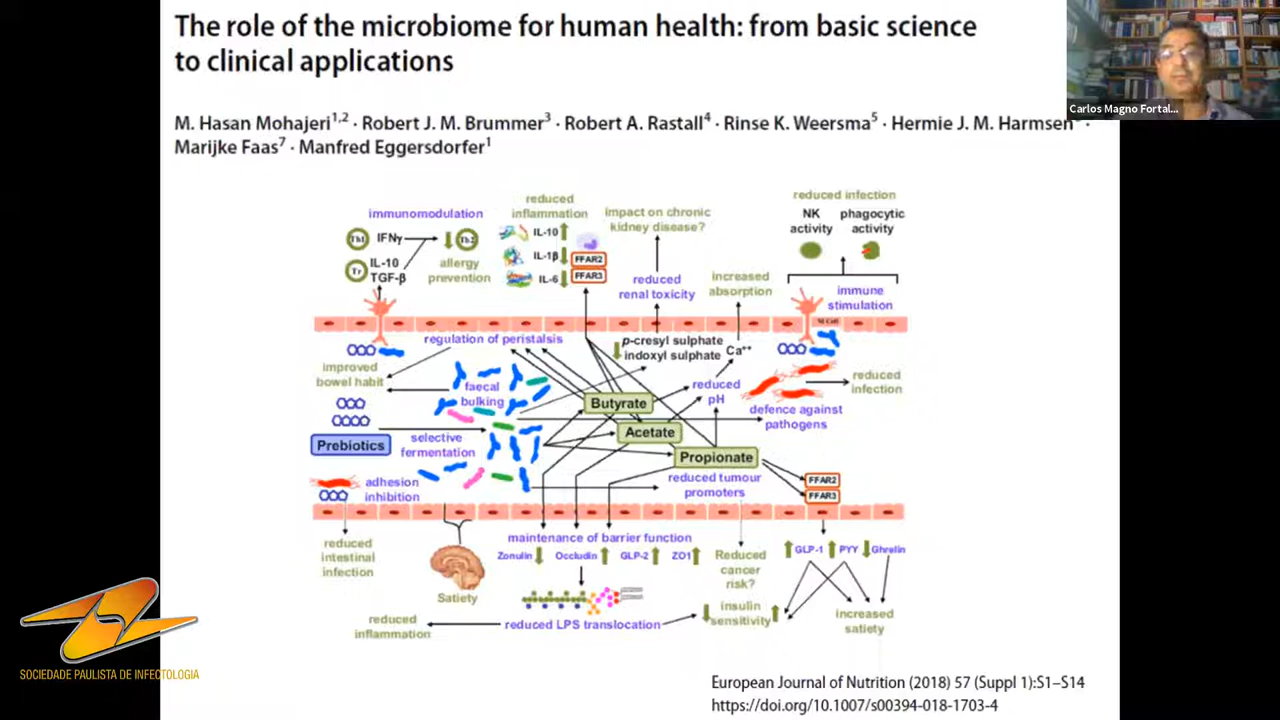 The role of the microbiome for human health: from basic science
to clinical applications
Carlos Magno Fortal...
M. Hasan Mohajeri1,2 · Robert J. M. Brummer3 · Robert A. Rastall4 · Rinse K. Weersma5 · Hermie J. M. Harmsen ·
Marijke Faas7 · Manfred Eggersdorfer1
immunomodulation
Th1
IFNγ
Th2
Tr
IL-10
TGF-β
allergy
prevention
reduced
inflammation
IL-10
IL-1β
IL-6
FFAR2
FFAR3
impact on chronic
kidney disease?
reduced
renal toxicity
increased
absorption
reduced infection
NK
activity
phagocytic
activity
immune
stimulation
M Cell
regulation of peristalsis
p-cresyl sulphate
indoxyl sulphate
Ca++
improved
bowel habit
faecal
bulking
Butyrate
reduced
pH
reduced
infection
defence against
pathogens
Acetate
Prebiotics
selective
fermentation
Propionate
adhesion
inhibition
reduced tumour
promoters
FFAR2
FFAR3
reduced
intestinal
infection
Satiety
maintenance of barrier function
Zonulin
Occludin
GLP-2
ZO1
Reduced
cancer
risk?
GLP-1
PYY
Ghrelin
insulin
sensitivity
increased
satiety
reduced
inflammation
reduced LPS translocation
SOCIEDADE PAULISTA DE INFECTOLOGIA
European Journal of Nutrition (2018) 57 (Suppl 1):S1–S14
https://doi.org/10.1007/s00394-018-1703-4